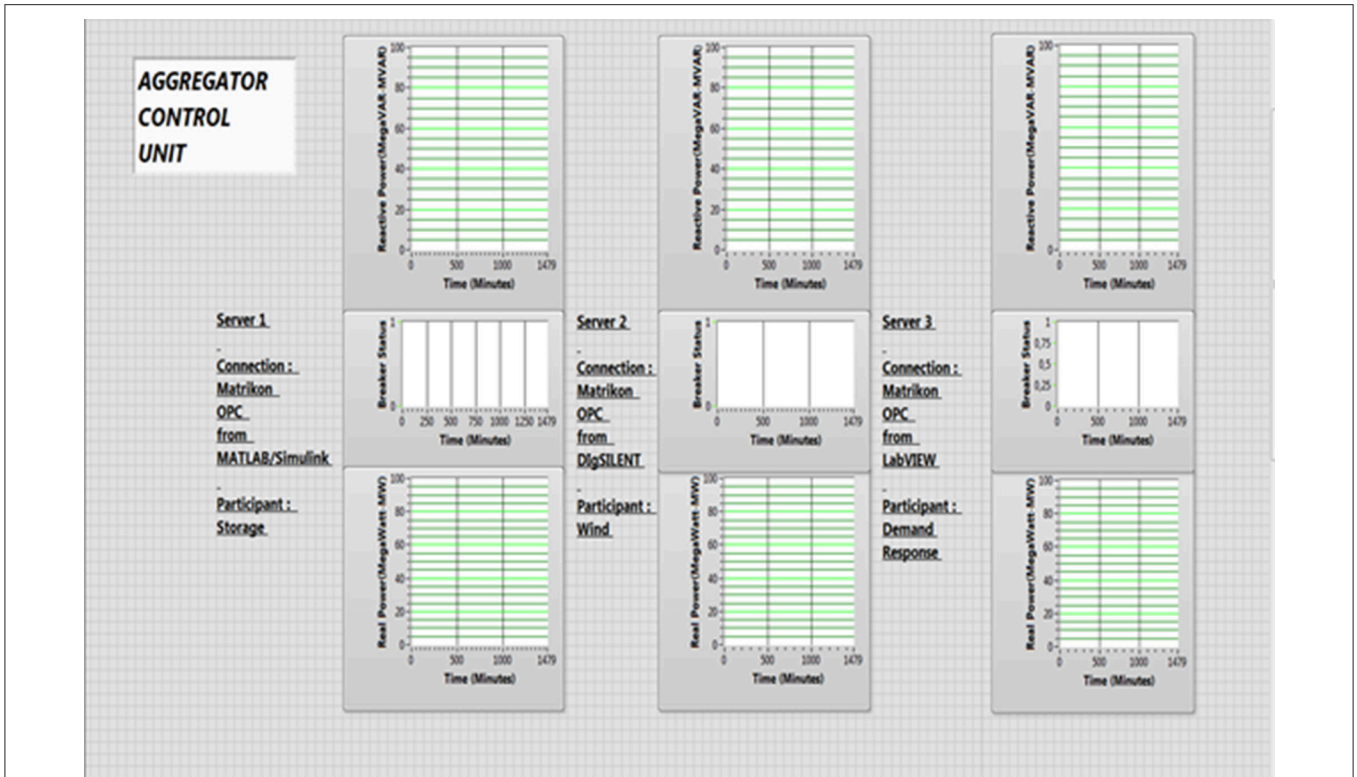 AGGREGATOR
CONTROL
UNIT
Reactive Power(MegaVAR-MVAR)
100
80
60
40
20
0
0 500 1000 1479
Time (Minutes)
Reactive Power(MegaVAR-MVAR)
100
80
60
40
20
0
0 500 1000 1479
Time (Minutes)
Reactive Power(MegaVAR-MVAR)
100
0
0 500 1000 1479
Time (Minutes)
Server 1
-
Connection :
Matrikon
OPC
from
MATLAB/Simulink
-
Participant :
Storage
Breaker Status
1
0
0 250 500 750 1000 1250 1479
Time (Minutes)
Server 2
-
Connection :
Matrikon
OPC
from
DIgSILENT
-
Participant :
Wind
Breaker Status
1
0
0 500 1000 1479
Time (Minutes)
Server 3
-
Connection :
Matrikon
OPC
from
LabVIEW
-
Participant :
Demand
Response
Breaker Status
1
0,75
0,5
0,25
0
0 500 1000 1479
Time (Minutes)
Real Power(MegaWatt-MW)
100
80
60
40
20
0
0 500 1000 1479
Time (Minutes)
Real Power(MegaWatt-MW)
100
80
60
40
20
0
0 500 1000 1479
Time (Minutes)
Real Power(MegaWatt-MW)
100
80
60
40
20
0
0 500 1000 1479
Time (Minutes)